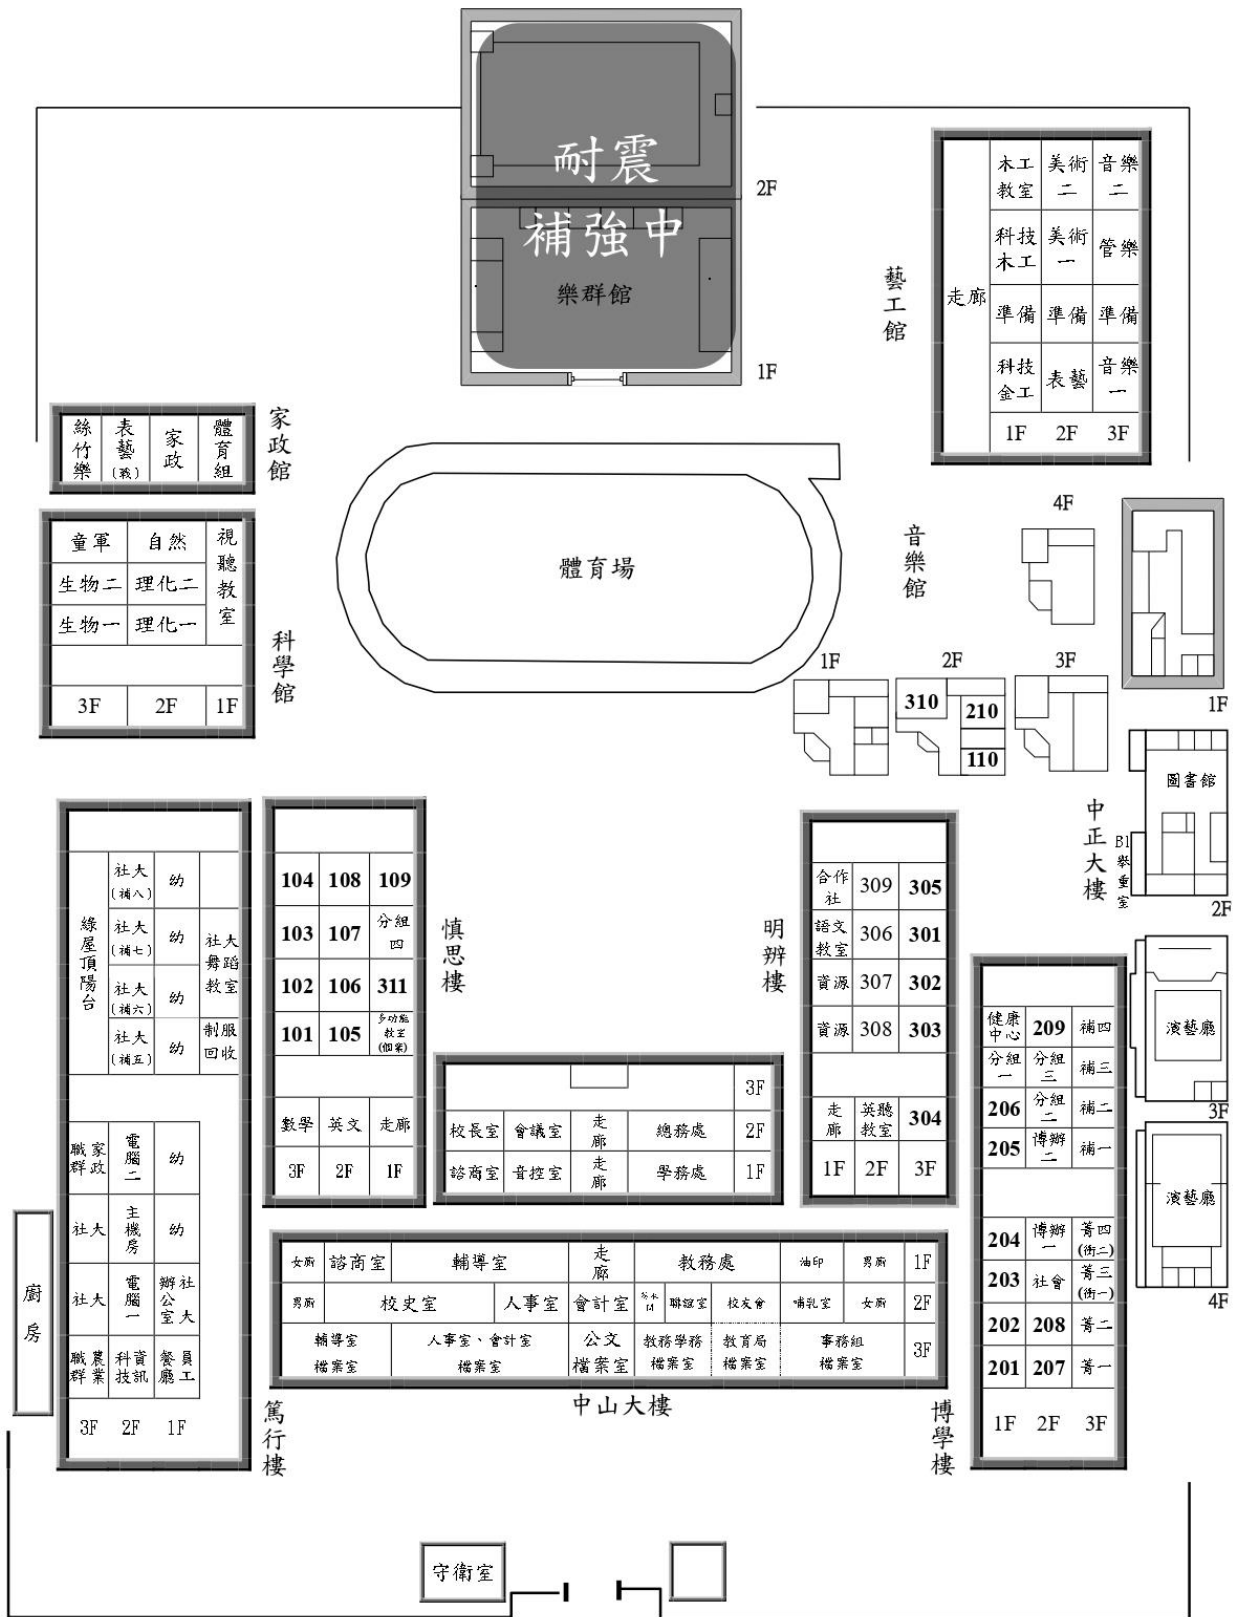 耐震
補強中
樂群館
2F
1F
藝工館
走廊
木工教室 美術二 音樂二
科技木工 美術一 管樂
準備 準備 準備
科技金工 表藝 音樂一
1F 2F 3F
家政館
絲竹樂 表藝(戰) 家政 體育組
科學館
童軍 自然 視聽教室
生物二 理化二
生物一 理化一
3F 2F 1F
體育場
音樂館
4F
1F 2F 3F
310 210
110
1F
圖書館
中正大樓
B1舉重室
2F
演藝廳
3F
演藝廳
4F
綠屋頂陽台
社大(補八) 幼
社大(補七) 幼 社大舞蹈教室
社大(補六) 幼
社大(補五) 幼 制服回收
職群家政 電腦二 幼
社大 主機房 幼
社大 電腦一 辦公室社大
職群農業 科技資訊 餐廳員工
3F 2F 1F
篤行樓
廚房
104 108 109
103 107 分組四
102 106 311
101 105 多功能教室(個案)
數學 英文 走廊
3F 2F 1F
慎思樓
明辨樓
合作社 309 305
語文教室 306 301
資源 307 302
資源 308 303
走廊 英聽教室 304
1F 2F 3F
3F
校長室 會議室 走廊 總務處 2F
諮商室 音控室 走廊 學務處 1F
女廁 諮商室 輔導室 走廊 教務處 油印 男廁 1F
男廁 校史室 人事室 會計室 聯誼室 校友會 哺乳室 女廁 2F
輔導室檔案室 人事室、會計室檔案室 公文檔案室 教務學務檔案室 教育局檔案室 事務組檔案室 3F
中山大樓
博學樓
健康中心 209 補四
分組一 分組三 補三
206 分組二 補二
205 博辦二 補一
204 博辦一 菁四(術二)
203 社會 菁三(術一)
202 208 菁二
201 207 菁一
1F 2F 3F
守衛室